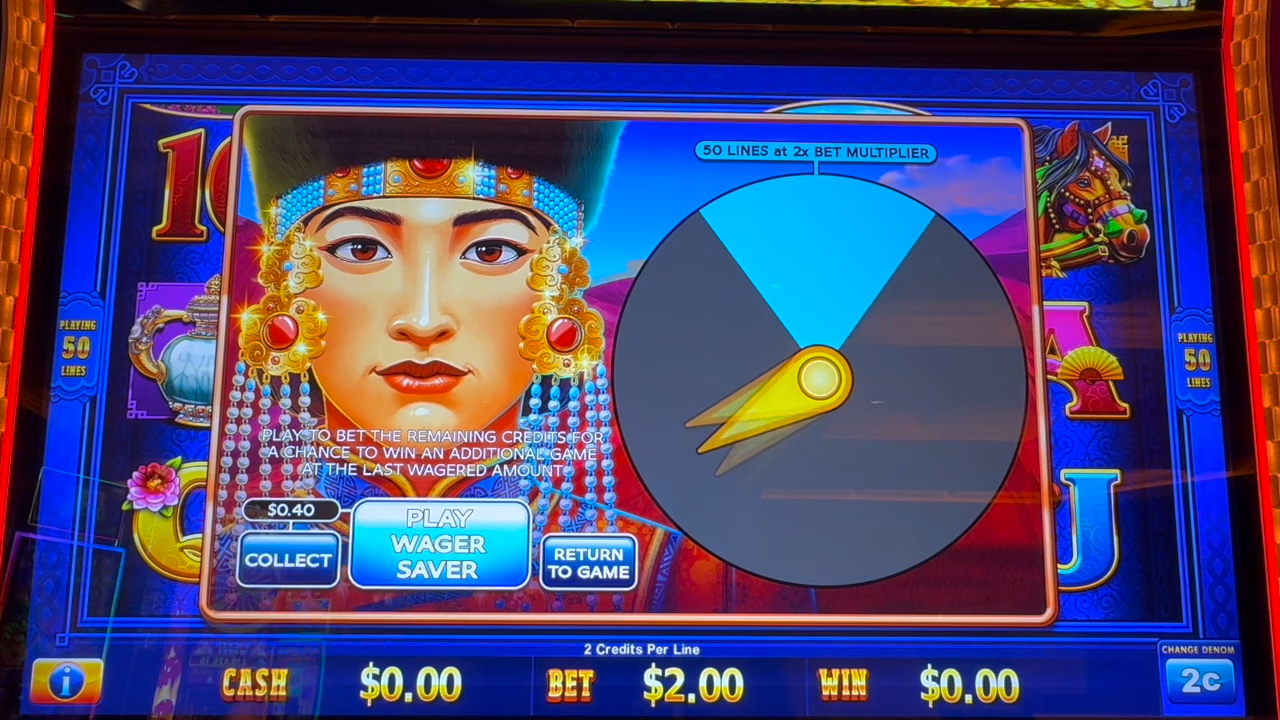 50 LINES at 2x BET MULTIPLIER
10
PLAYING
50
LINES
PLAYING
50
LINES
A
PLAY TO BET THE REMAINING CREDITS FOR
A CHANCE TO WIN AN ADDITIONAL GAME
AT THE LAST WAGERED AMOUNT
$0.40
COLLECT
PLAY
WAGER
SAVER
RETURN
TO GAME
Q
J
2 Credits Per Line
CASH $0.00 BET $2.00 WIN $0.00
CHANGE DENOM
2¢